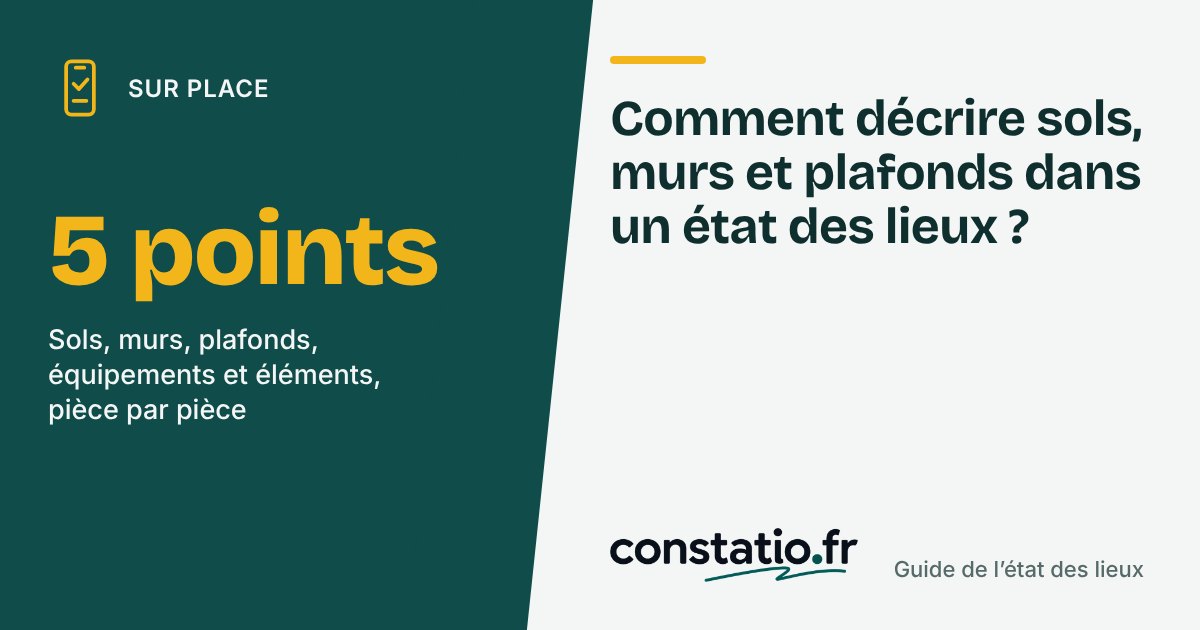 SUR PLACE
5 points
Sols, murs, plafonds,
équipements et éléments,
pièce par pièce
Comment décrire sols,
murs et plafonds dans
un état des lieux ?
constatio.fr
Guide de l’état des lieux